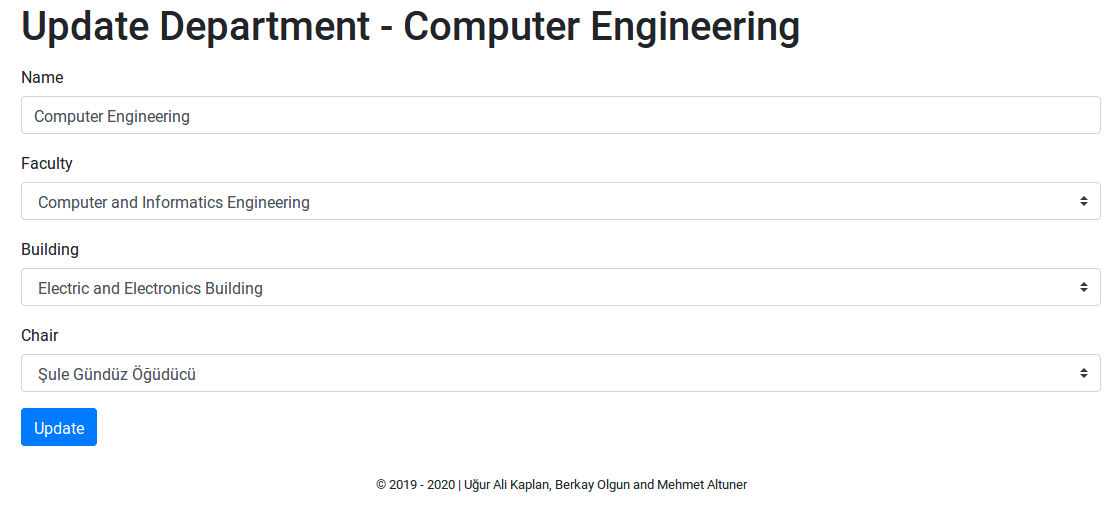 Update Department - Computer Engineering
Name
Computer Engineering
Faculty
Computer and Informatics Engineering
Building
Electric and Electronics Building
Chair
Şule Gündüz Öğüdücü
Update
© 2019 - 2020 | Uğur Ali Kaplan, Berkay Olgun and Mehmet Altuner